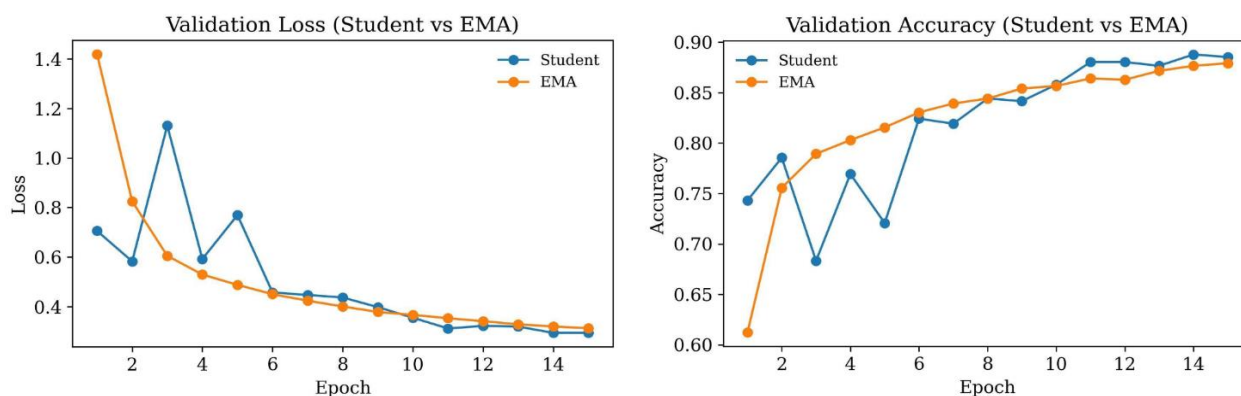 Validation Loss (Student vs EMA)
1.4
1.2
1.0
0.8
0.6
0.4
Loss
Student
EMA
2 4 6 8 10 12 14
Epoch
Validation Accuracy (Student vs EMA)
0.90
0.85
0.80
0.75
0.70
0.65
0.60
Accuracy
Student
EMA
2 4 6 8 10 12 14
Epoch